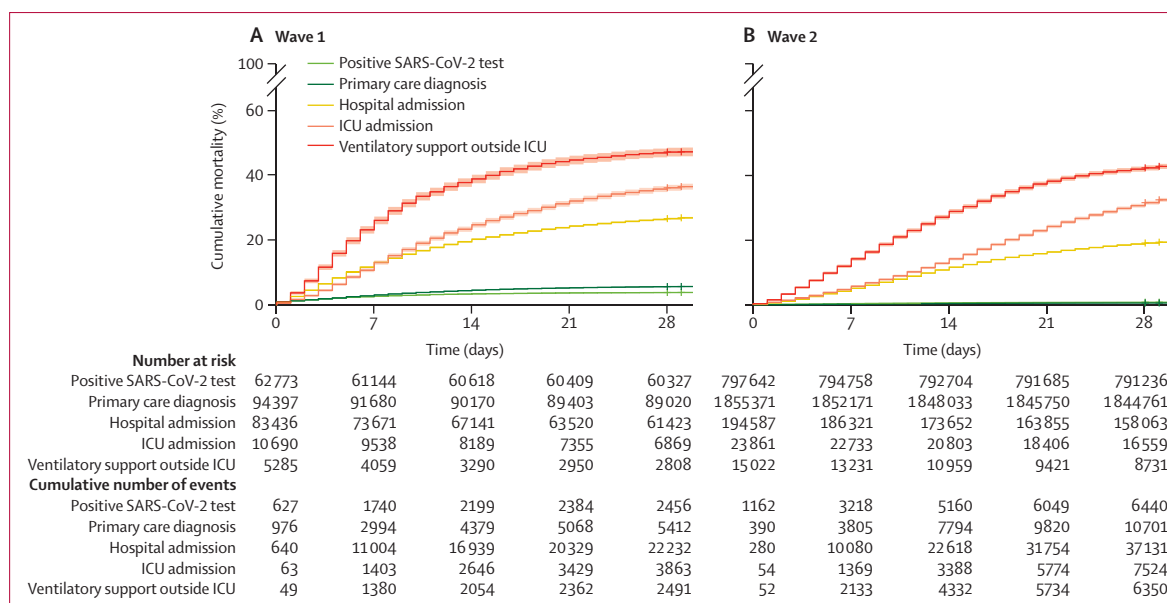 A Wave 1
B Wave 2
100
60
40
20
0
Cumulative mortality (%)
Positive SARS-CoV-2 test
Primary care diagnosis
Hospital admission
ICU admission
Ventilatory support outside ICU
0 7 14 21 28 0 7 14 21 28
Time (days) Time (days)
Number at risk
Positive SARS-CoV-2 test 62773 61144 60618 60409 60327 797642 794758 792704 791685 791236
Primary care diagnosis 94397 91680 90170 89403 89020 1855371 1852171 1848033 1845750 1844761
Hospital admission 83436 73671 67141 63520 61423 194587 186321 173652 163855 158063
ICU admission 10690 9538 8189 7355 6869 23861 22733 20803 18406 16559
Ventilatory support outside ICU 5285 4059 3290 2950 2808 15022 13231 10959 9421 8731
Cumulative number of events
Positive SARS-CoV-2 test 627 1740 2199 2384 2456 1162 3218 5160 6049 6440
Primary care diagnosis 976 2994 4379 5068 5412 390 3805 7794 9820 10701
Hospital admission 640 11004 16939 20329 22232 280 10080 22618 31754 37131
ICU admission 63 1403 2646 3429 3863 54 1369 3388 5774 7524
Ventilatory support outside ICU 49 1380 2054 2362 2491 52 2133 4332 5734 6350